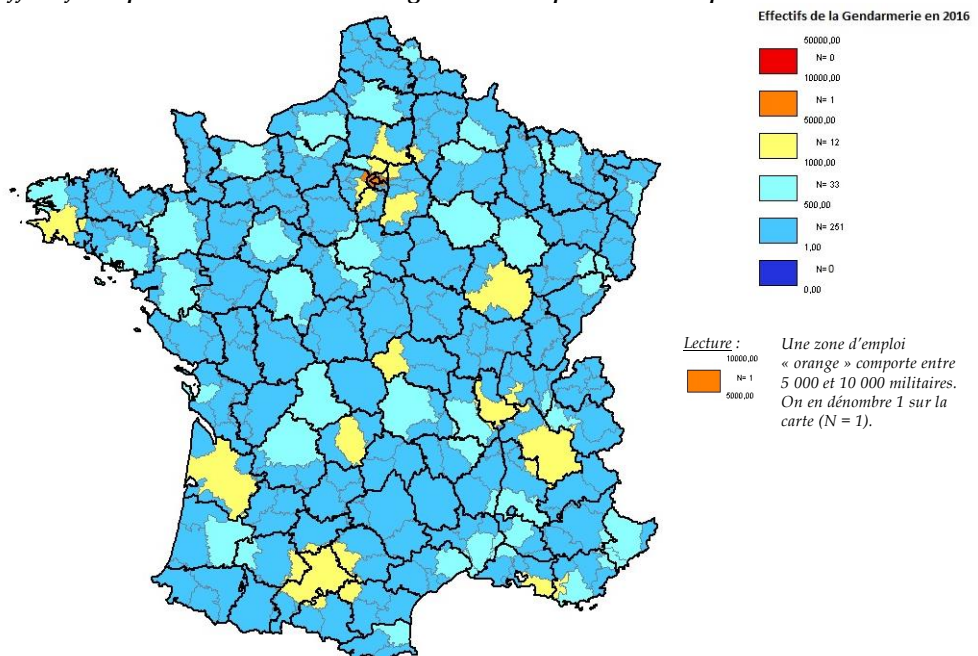 Effectifs de la Gendarmerie en 2016
50000,00
N= 0
10000,00
N= 1
5000,00
N= 12
1000,00
N= 33
500,00
N= 251
1,00
N= 0
0,00
Lecture :
10000,00
N= 1
5000,00
Une zone d'emploi
« orange » comporte entre
5 000 et 10 000 militaires.
On en dénombre 1 sur la
carte (N = 1).